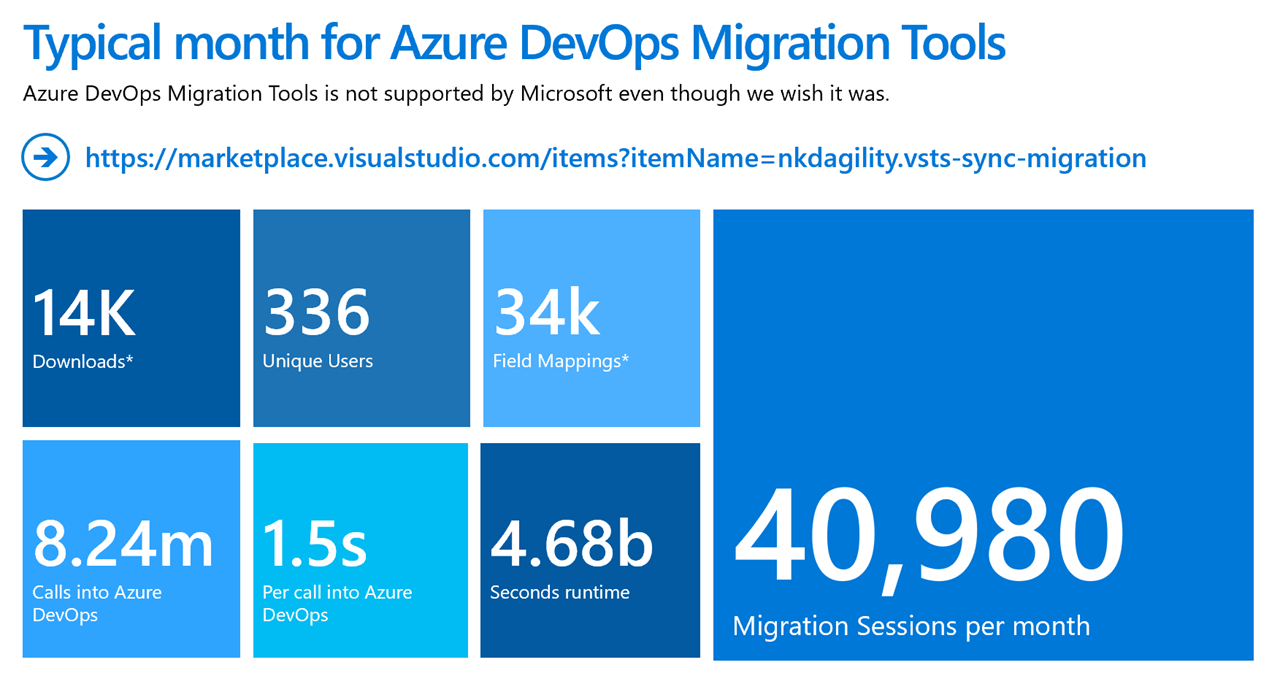 Typical month for Azure DevOps Migration Tools
Azure DevOps Migration Tools is not supported by Microsoft even though we wish it was.
https://marketplace.visualstudio.com/items?itemName=nkdagility.vsts-sync-migration
14K
Downloads*
336
Unique Users
34k
Field Mappings*
8.24m
Calls into Azure
DevOps
1.5s
Per call into Azure
DevOps
4.68b
Seconds runtime
40,980
Migration Sessions per month